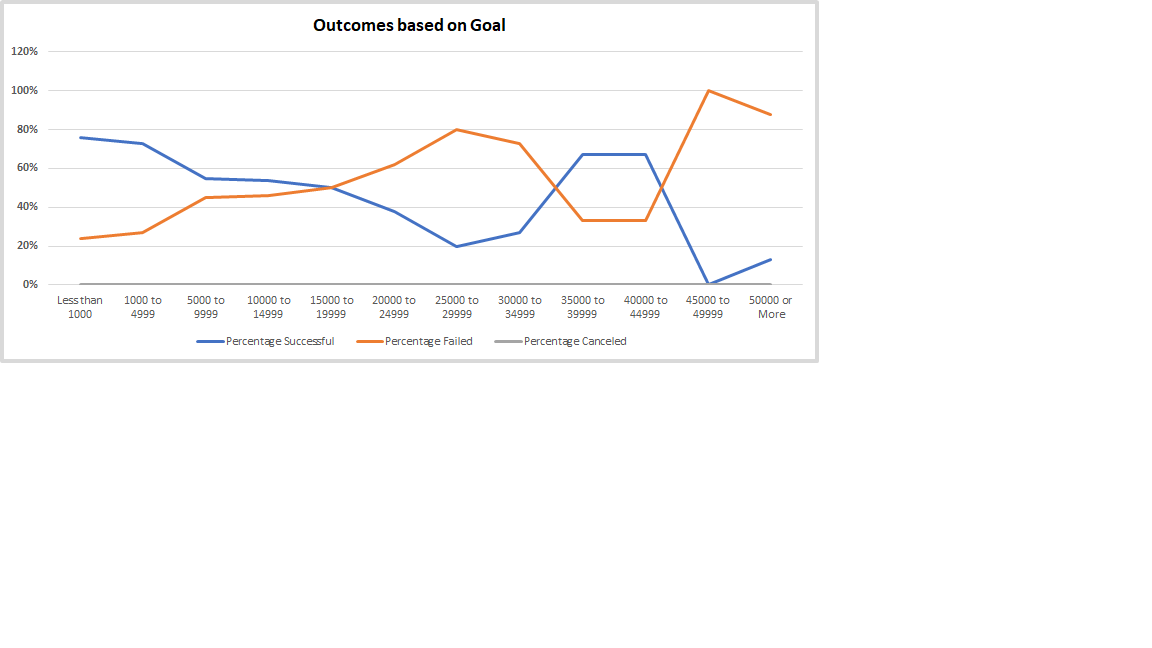 Outcomes based on Goal
120%
100%
80%
60%
40%
20%
0%
Less than 1000 to 5000 to 10000 to 15000 to 20000 to 25000 to 30000 to 35000 to 40000 to 45000 to 50000 or
1000 4999 9999 14999 19999 24999 29999 34999 39999 44999 49999 More
Percentage Successful Percentage Failed Percentage Canceled